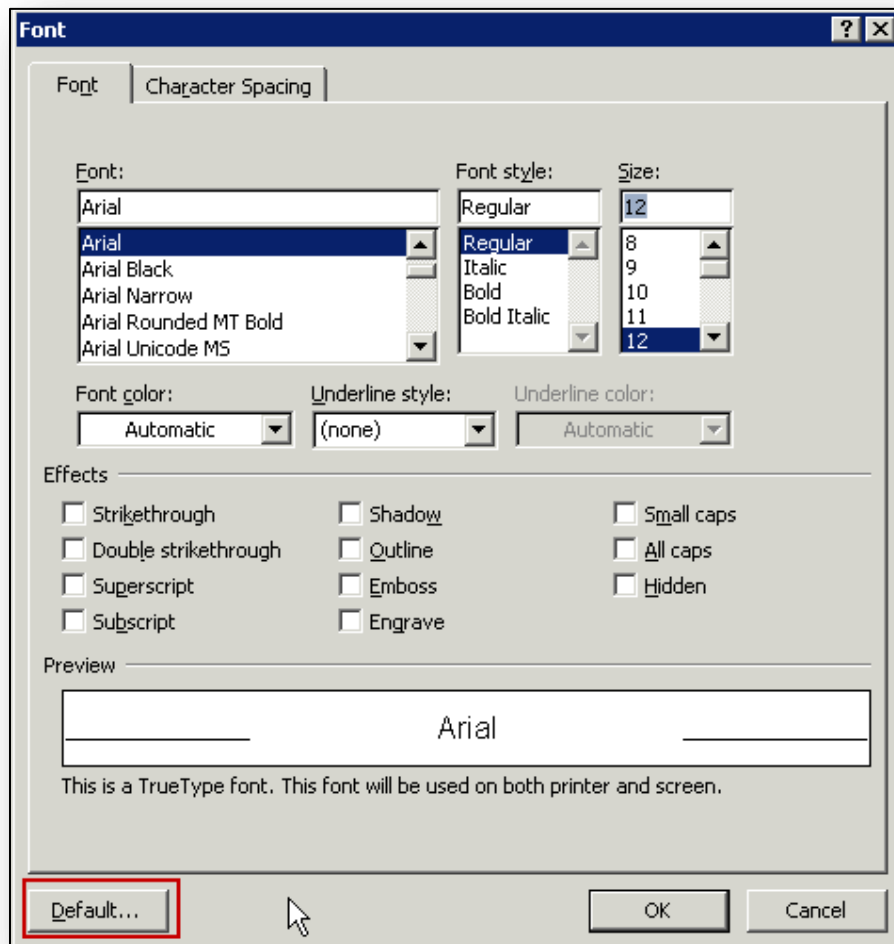 Font
Font Character Spacing
Font: Font style: Size:
Arial Regular 12
Arial Regular 8
Arial Black Italic 9
Arial Narrow Bold 10
Arial Rounded MT Bold Bold Italic 11
Arial Unicode MS 12
Font color: Underline style: Underline color:
Automatic (none) Automatic
Effects
Strikethrough Shadow Small caps
Double strikethrough Outline All caps
Superscript Emboss Hidden
Subscript Engrave
Preview
Arial
This is a TrueType font. This font will be used on both printer and screen.
Default... OK Cancel